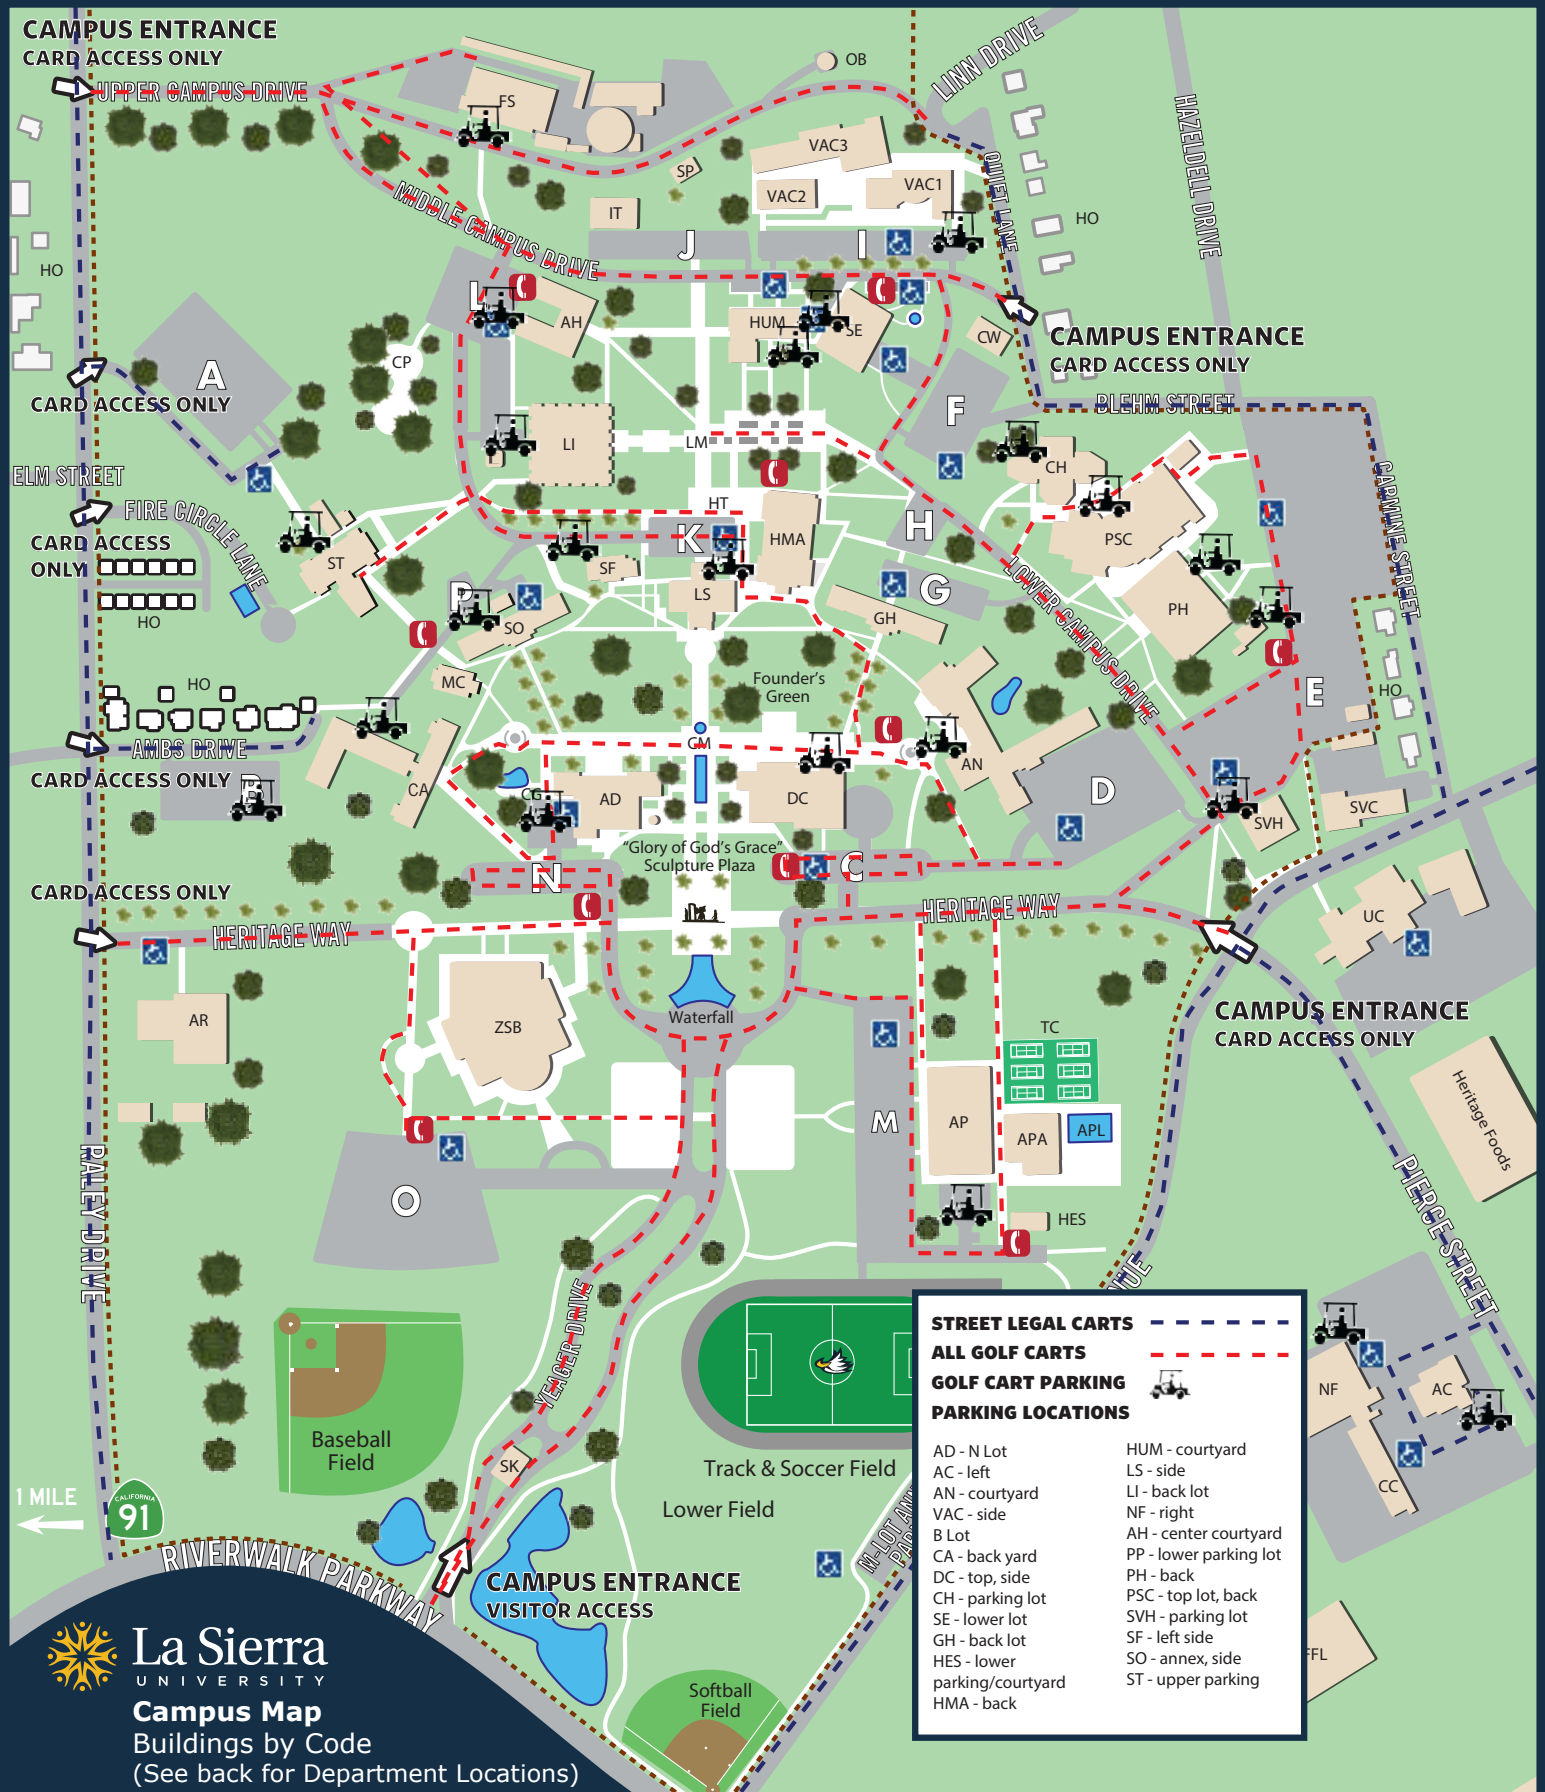 CAMPUS ENTRANCE
CARD ACCESS ONLY
UPPER CAMPUS DRIVE
OB
LINN DRIVE
FS
VAC3
SP
VAC2
VAC1
QUIET LANE
HAZELDELL DRIVE
HO
IT
MIDDLE CAMPUS DRIVE
J
I
HO
L
AH
HUM
SE
CW
CAMPUS ENTRANCE
CARD ACCESS ONLY
CP
A
CARD ACCESS ONLY
F
BLEHM STREET
LI
LM
CH
ELM STREET
CARMINE STREET
HT
FIRE CIRCLE LANE
CARD ACCESS
ONLY
K
HMA
H
PSC
ST
SF
LS
P
SO
G
GH
LOWER CAMPUS DRIVE
PH
HO
MC
HO
Founder's
Green
E
HO
AMBS DRIVE
CM
AN
CARD ACCESS ONLY
B
CA
CG
AD
DC
D
SVC
SVH
"Glory of God's Grace"
Sculpture Plaza
N
C
CARD ACCESS ONLY
HERITAGE WAY
HERITAGE WAY
UC
CAMPUS ENTRANCE
CARD ACCESS ONLY
AR
ZSB
Waterfall
TC
Heritage Foods
AP
APA
APL
M
RALEY DRIVE
O
HES
PIERCE STREET
NUE
YEAGER DRIVE
Baseball
Field
SK
Track & Soccer Field
Lower Field
M-LOT AN
PAR
1 MILE
CALIFORNIA
91
RIVERWALK PARKWAY
CAMPUS ENTRANCE
VISITOR ACCESS
Softball
Field
NF
AC
CC
FFL
STREET LEGAL CARTS
ALL GOLF CARTS
GOLF CART PARKING
PARKING LOCATIONS
AD - N Lot
AC - left
AN - courtyard
VAC - side
B Lot
CA - back yard
DC - top, side
CH - parking lot
SE - lower lot
GH - back lot
HES - lower
parking/courtyard
HMA - back
HUM - courtyard
LS - side
LI - back lot
NF - right
AH - center courtyard
PP - lower parking lot
PH - back
PSC - top lot, back
SVH - parking lot
SF - left side
SO - annex, side
ST - upper parking
La Sierra
UNIVERSITY
Campus Map
Buildings by Code
(See back for Department Locations)